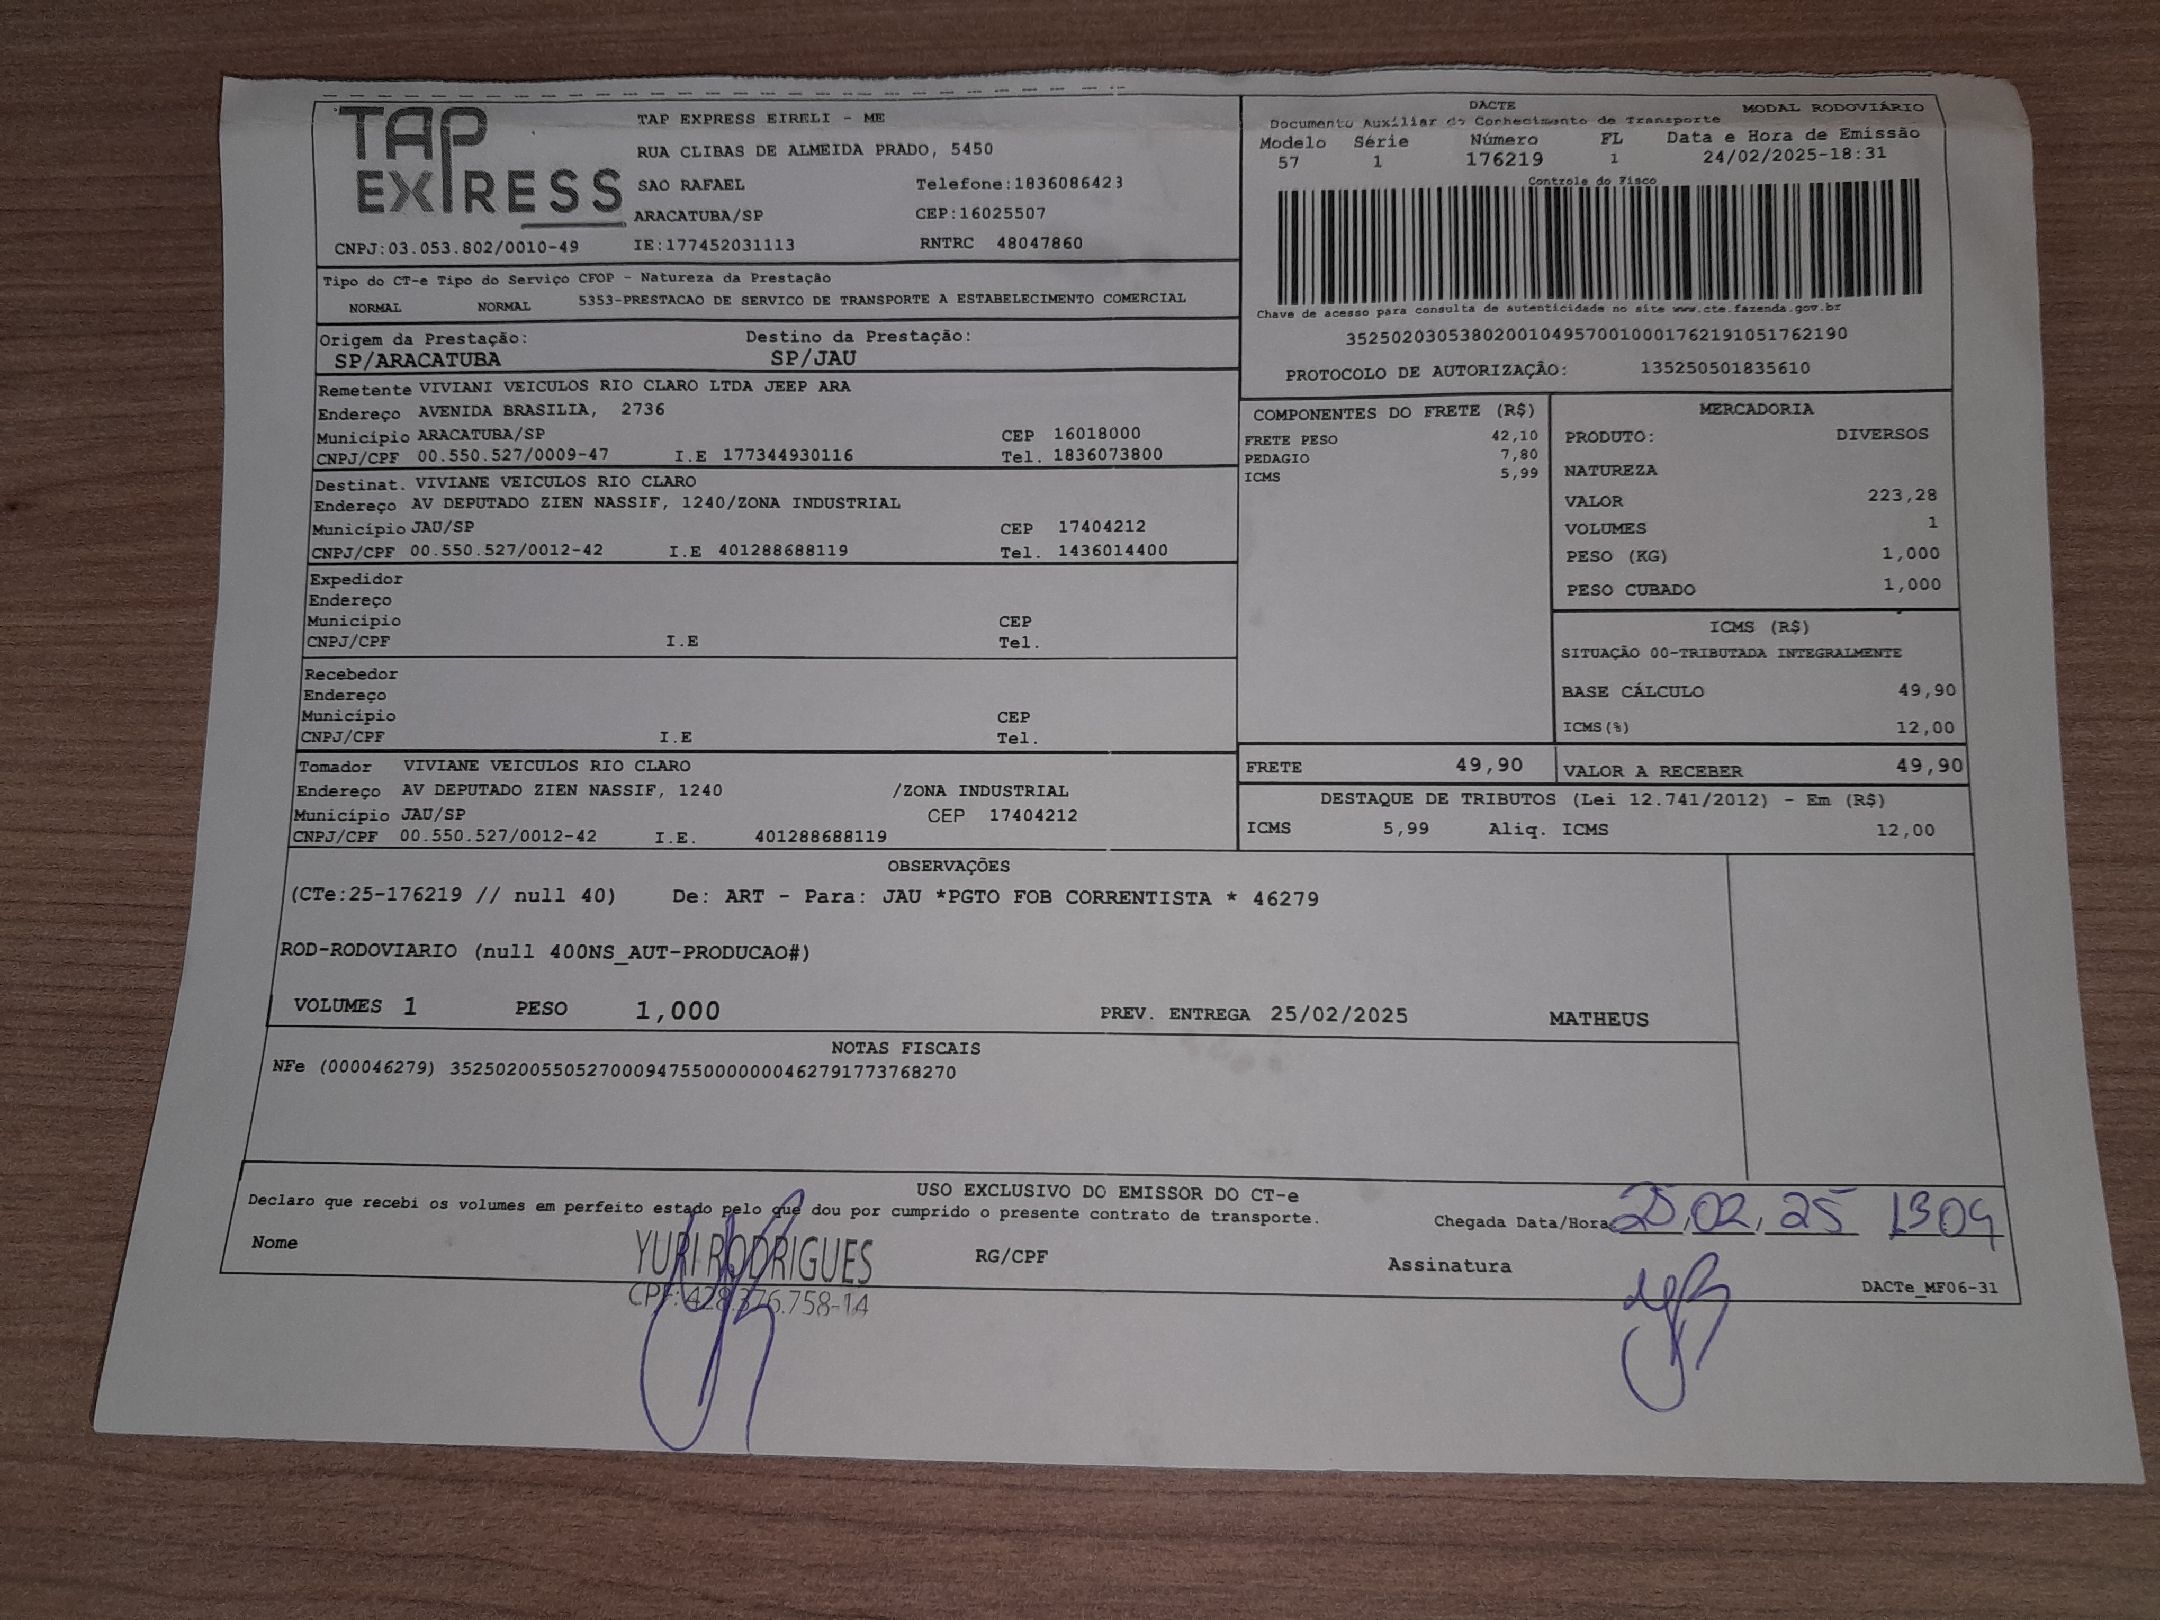 TAP EXPRESS
TAP EXPRESS EIRELI - ME
RUA CLIBAS DE ALMEIDA PRADO, 5450
SAO RAFAEL Telefone:1836086423
ARACATUBA/SP CEP:16025507
CNPJ:03.053.802/0010-49 IE:177452031113 RNTRC 48047860
DACTE MODAL RODOVIÁRIO
Documento Auxiliar do Conhecimento de Transporte
Modelo Série Número FL Data e Hora de Emissão
57 1 176219 1 24/02/2025-18:31
Controle do Fisco
Chave de acesso para consulta de autenticidade no site www.cte.fazenda.gov.br
35250203053802001049570010001762191051762190
PROTOCOLO DE AUTORIZAÇÃO: 135250501835610
Tipo do CT-e Tipo do Serviço CFOP - Natureza da Prestação
NORMAL NORMAL 5353-PRESTACAO DE SERVICO DE TRANSPORTE A ESTABELECIMENTO COMERCIAL
Origem da Prestação: Destino da Prestação:
SP/ARACATUBA SP/JAU
Remetente VIVIANI VEICULOS RIO CLARO LTDA JEEP ARA
Endereço AVENIDA BRASILIA, 2736
Município ARACATUBA/SP CEP 16018000
CNPJ/CPF 00.550.527/0009-47 I.E 177344930116 Tel. 1836073800
Destinat. VIVIANE VEICULOS RIO CLARO
Endereço AV DEPUTADO ZIEN NASSIF, 1240/ZONA INDUSTRIAL
Município JAU/SP CEP 17404212
CNPJ/CPF 00.550.527/0012-42 I.E 401288688119 Tel. 1436014400
Expedidor
Endereço
Município CEP
CNPJ/CPF I.E Tel.
Recebedor
Endereço
Município CEP
CNPJ/CPF I.E Tel.
Tomador VIVIANE VEICULOS RIO CLARO
Endereço AV DEPUTADO ZIEN NASSIF, 1240 /ZONA INDUSTRIAL
Município JAU/SP CEP 17404212
CNPJ/CPF 00.550.527/0012-42 I.E. 401288688119
COMPONENTES DO FRETE (R$)
FRETE PESO 42,10
PEDAGIO 7,80
ICMS 5,99
MERCADORIA
PRODUTO: DIVERSOS
NATUREZA
VALOR 223,28
VOLUMES 1
PESO (KG) 1,000
PESO CUBADO 1,000
ICMS (R$)
SITUAÇÃO 00-TRIBUTADA INTEGRALMENTE
BASE CÁLCULO 49,90
ICMS(%) 12,00
FRETE 49,90 VALOR A RECEBER 49,90
DESTAQUE DE TRIBUTOS (Lei 12.741/2012) - Em (R$)
ICMS 5,99 Aliq. ICMS 12,00
OBSERVAÇÕES
(CTe:25-176219 // null 40) De: ART - Para: JAU *PGTO FOB CORRENTISTA * 46279
ROD-RODOVIARIO (null 400NS_AUT-PRODUCAO#)
VOLUMES 1 PESO 1,000 PREV. ENTREGA 25/02/2025 MATHEUS
NOTAS FISCAIS
NFe (000046279) 35250200550527000947550000000462791773768270
USO EXCLUSIVO DO EMISSOR DO CT-e
Declaro que recebi os volumes em perfeito estado pelo que dou por cumprido o presente contrato de transporte.
Chegada Data/Hora 25,02,25 1309
Nome YURI RODRIGUES RG/CPF Assinatura
CPF: 428.376.758-14
DACTe_MF06-31